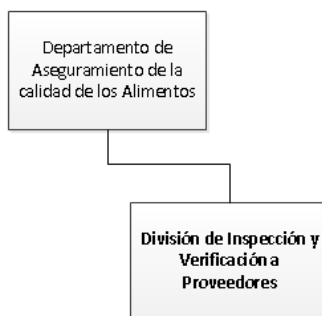 Departamento de
Aseguramiento de la
calidad de los Alimentos
División de Inspección y
Verificación a
Proveedores